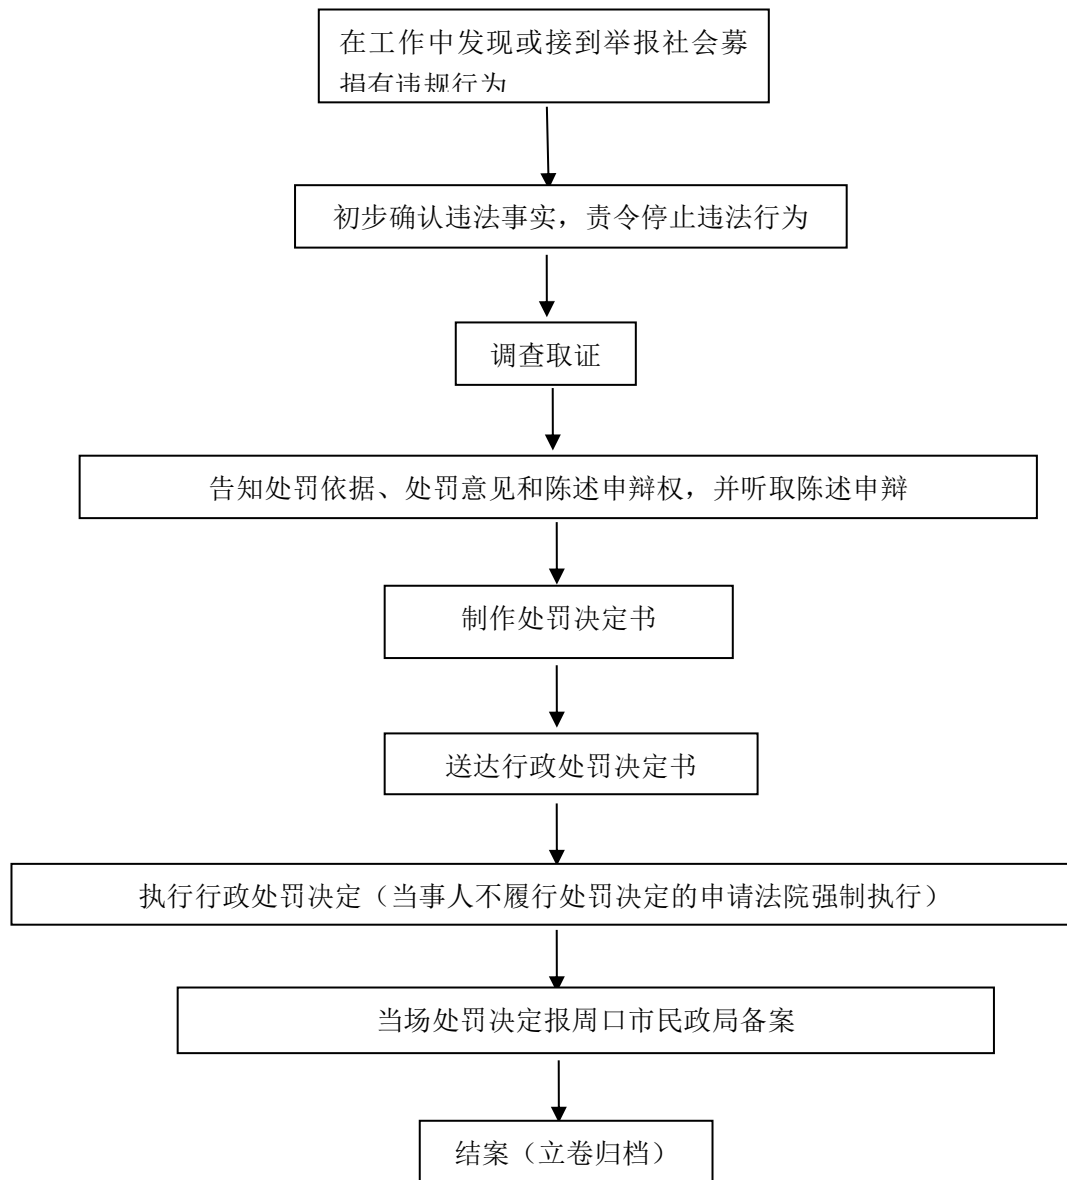 在工作中发现或接到举报社会募
捐有违规行为
初步确认违法事实，责令停止违法行为
调查取证
告知处罚依据、处罚意见和陈述申辩权，并听取陈述申辩
制作处罚决定书
送达行政处罚决定书
执行行政处罚决定（当事人不履行处罚决定的申请法院强制执行）
当场处罚决定报周口市民政局备案
结案（立卷归档）